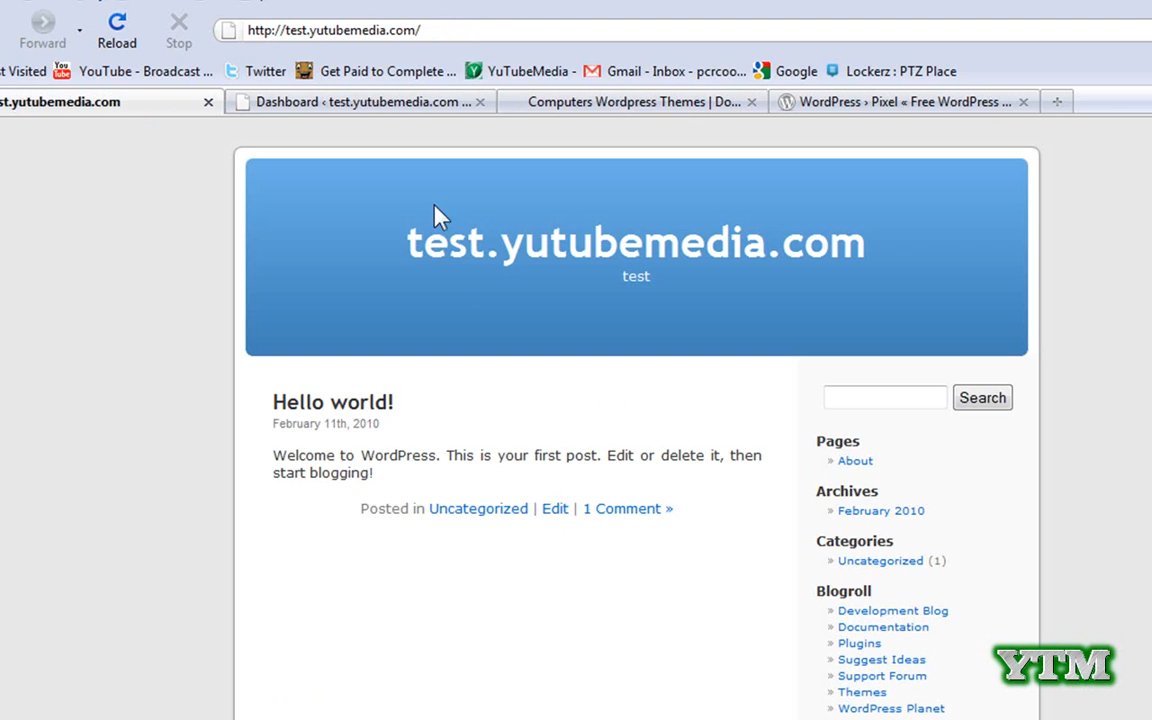 Forward
Reload
Stop
http://test.yutubemedia.com/
st Visited
YouTube - Broadcast ...
Twitter
Get Paid to Complete ...
YuTubeMedia -
Gmail - Inbox - pcrcoo...
Google
Lockerz : PTZ Place
st.yutubemedia.com
Dashboard ‹ test.yutubemedia.com ...
Computers Wordpress Themes | Do...
WordPress › Pixel « Free WordPress ...
test.yutubemedia.com
test
Hello world!
February 11th, 2010
Welcome to WordPress. This is your first post. Edit or delete it, then
start blogging!
Posted in Uncategorized | Edit | 1 Comment »
Search
Pages
» About
Archives
» February 2010
Categories
» Uncategorized (1)
Blogroll
» Development Blog
» Documentation
» Plugins
» Suggest Ideas
» Support Forum
» Themes
» WordPress Planet
YTM